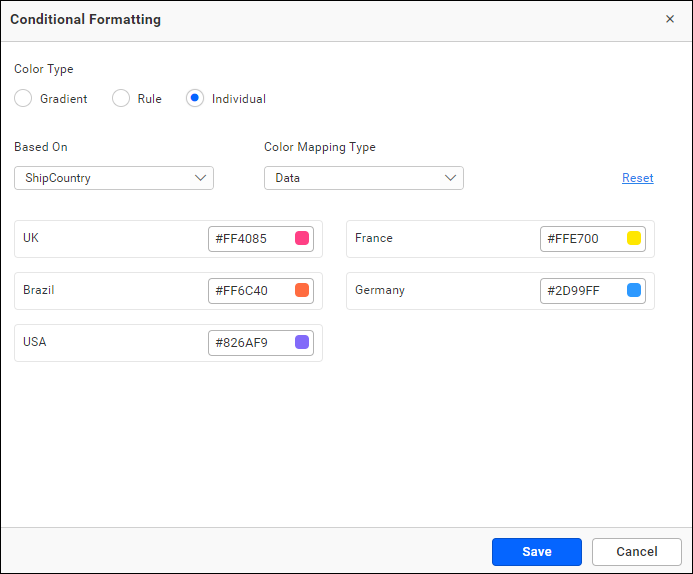 Conditional Formatting
Color Type
Gradient Rule Individual
Based On Color Mapping Type
ShipCountry Data Reset
UK #FF4085 France #FFE700
Brazil #FF6C40 Germany #2D99FF
USA #826AF9
Save Cancel